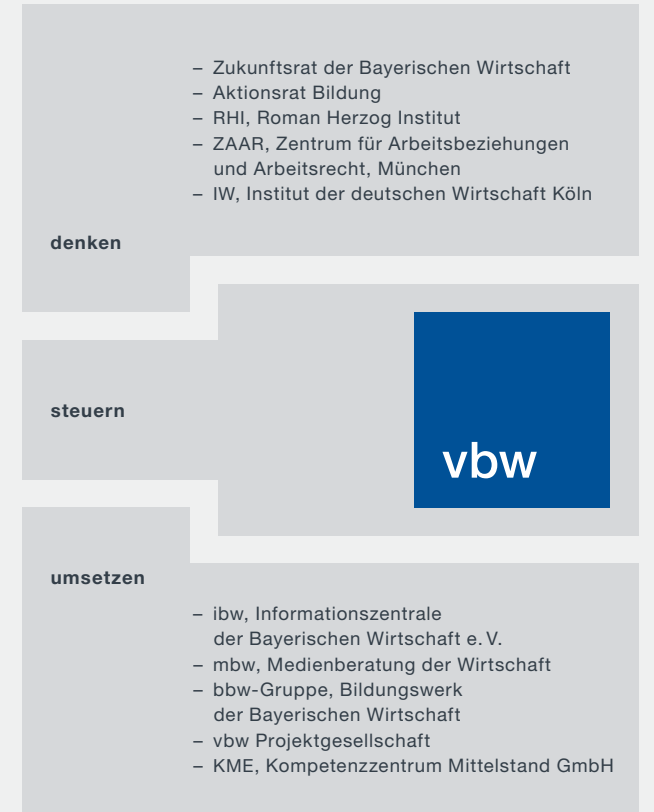 – Zukunftsrat der Bayerischen Wirtschaft
– Aktionsrat Bildung
– RHI, Roman Herzog Institut
– ZAAR, Zentrum für Arbeitsbeziehungen
und Arbeitsrecht, München
– IW, Institut der deutschen Wirtschaft Köln
denken
steuern
vbw
umsetzen
– ibw, Informationszentrale
der Bayerischen Wirtschaft e. V.
– mbw, Medienberatung der Wirtschaft
– bbw-Gruppe, Bildungswerk
der Bayerischen Wirtschaft
– vbw Projektgesellschaft
– KME, Kompetenzzentrum Mittelstand GmbH